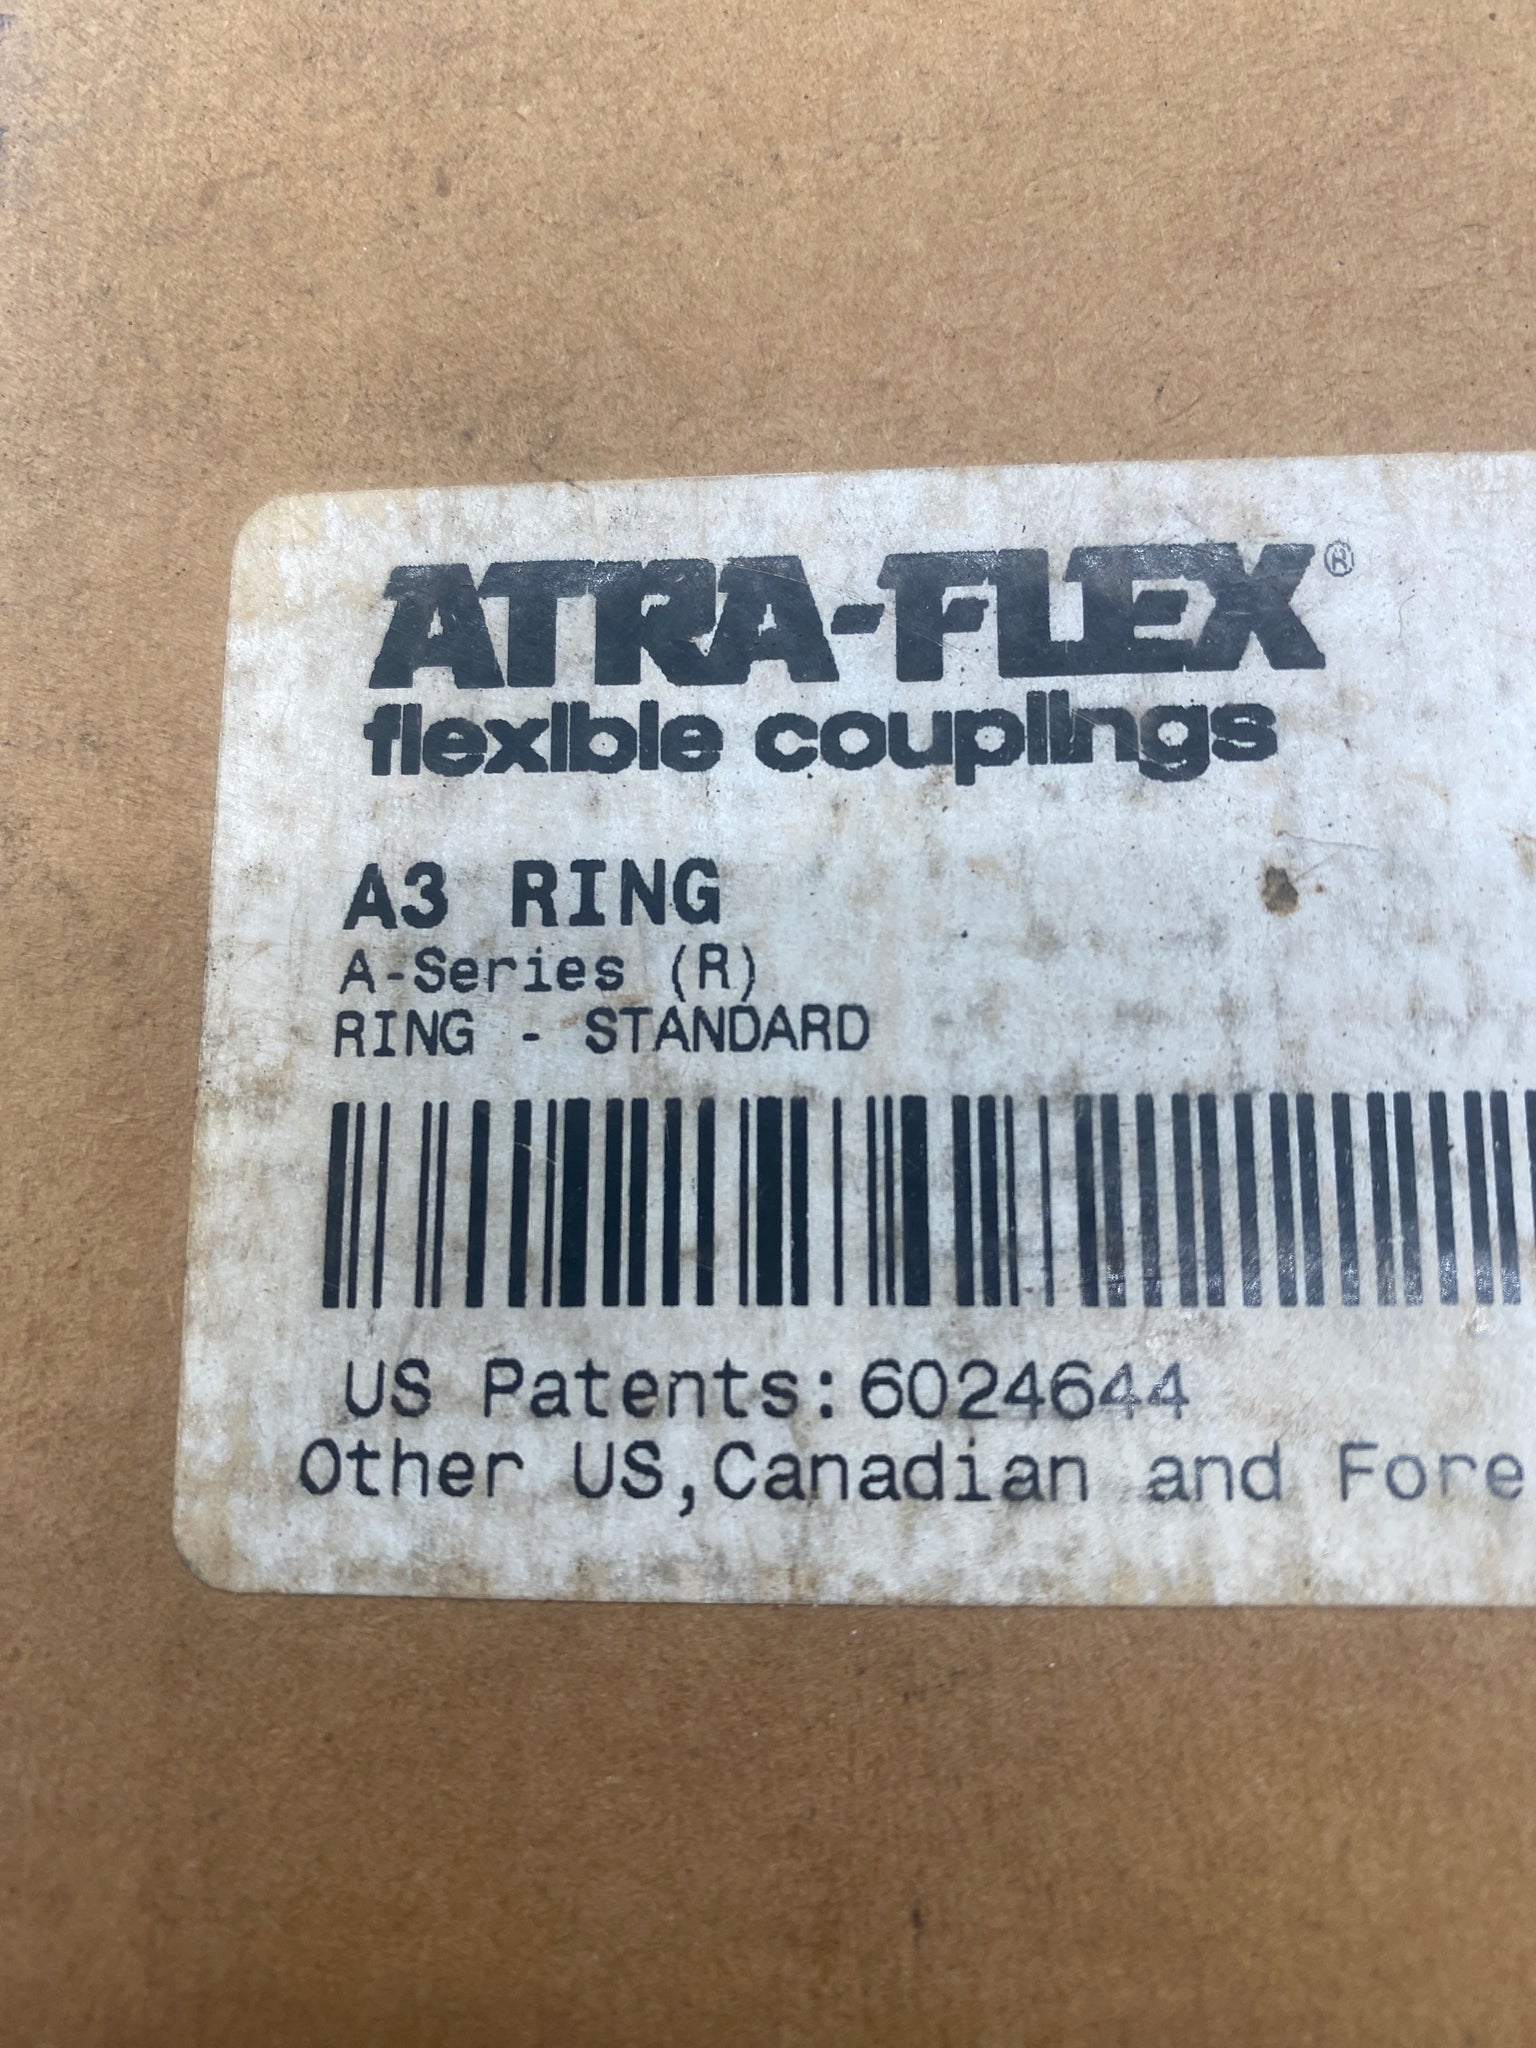 ATRA-FLEX®
flexible couplings
A3 RING
A-Series (R)
RING - STANDARD
US Patents:6024644
Other US,Canadian and Fore